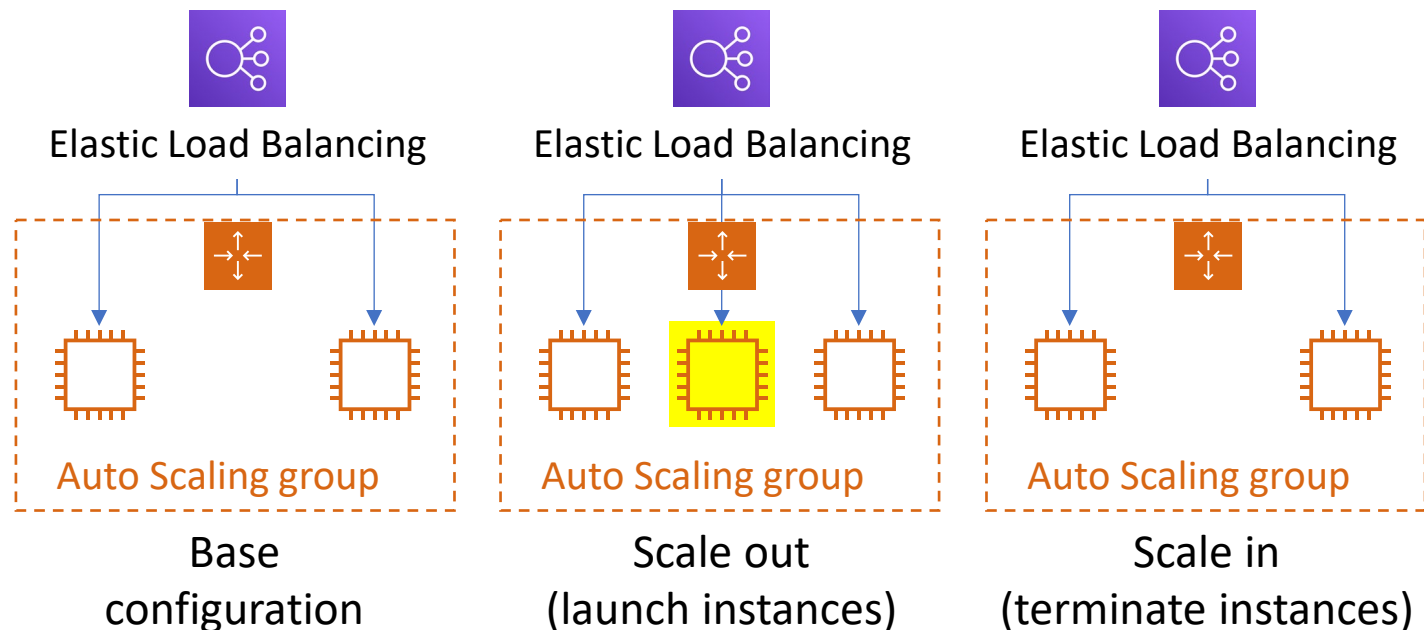 Elastic Load Balancing
Auto Scaling group
Base
configuration
Elastic Load Balancing
Auto Scaling group
Scale out
(launch instances)
Elastic Load Balancing
Auto Scaling group
Scale in
(terminate instances)